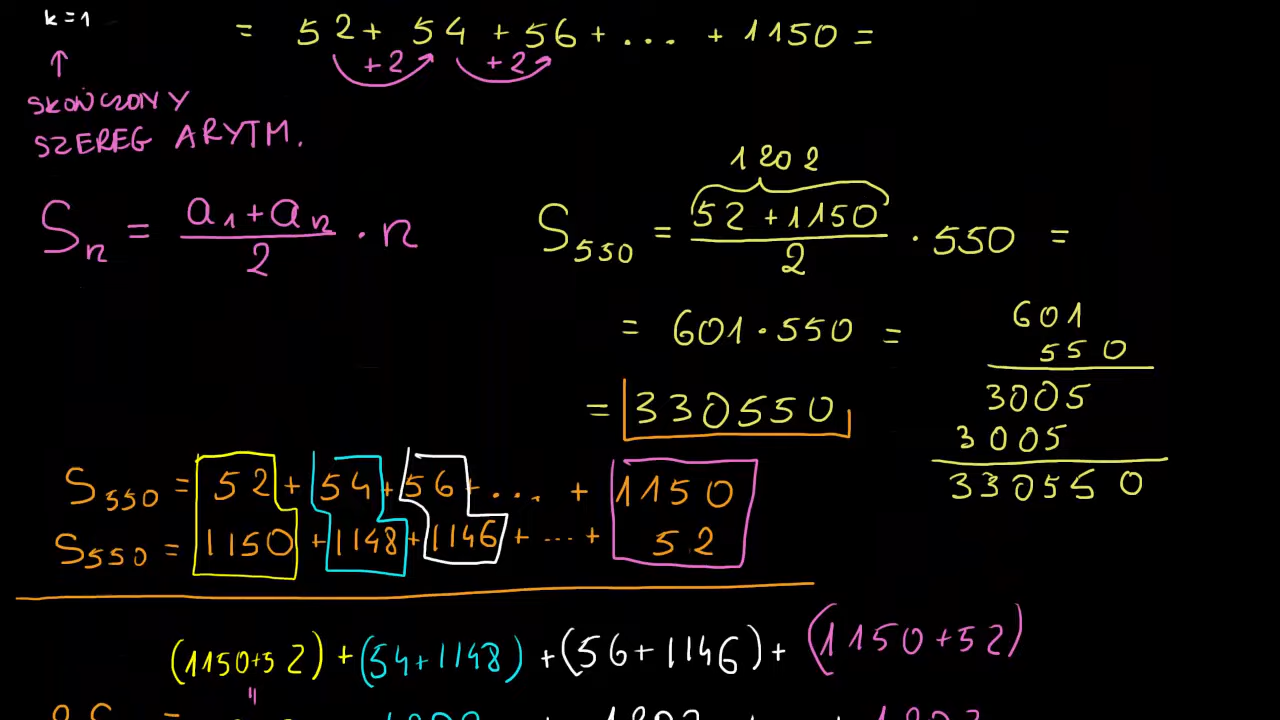 k=1
= 52+ 54 +56+... +1150=
+2 +2
↑
SKOŃCZONY
SZEREG ARYTM.
1202
Sₙ = (a₁+aₙ)/2 · n
S₅₅₀ = (52+1150)/2 · 550 =
= 601·550 =
601
550
3005
3005
330550
= 330550
S₅₅₀ = 52+54+56+... + 1150
S₅₅₀ = 1150+1148+1146+...+ 52
(1150+52)+(54+1148)+(56+1146)+(1150+52)